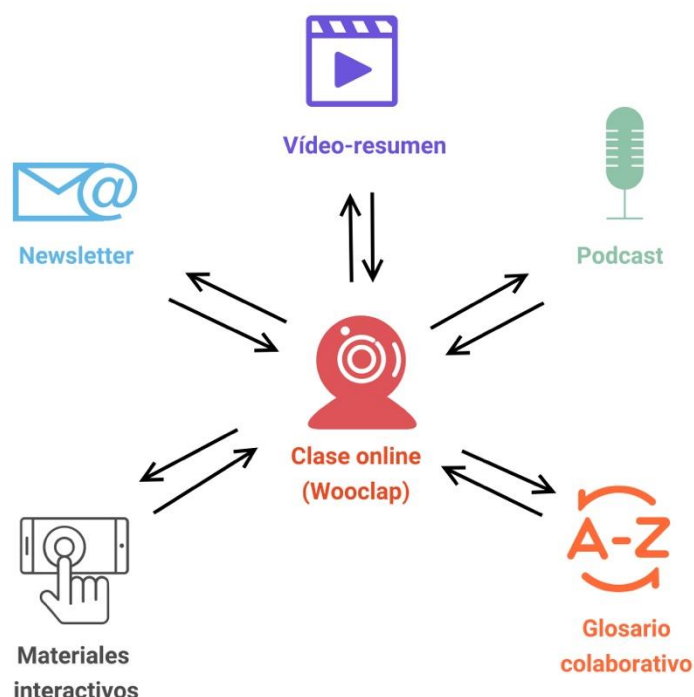 Vídeo-resumen
Newsletter
@
Podcast
Clase online
(Wooclap)
A-Z
Glosario
colaborativo
Materiales
interactivos